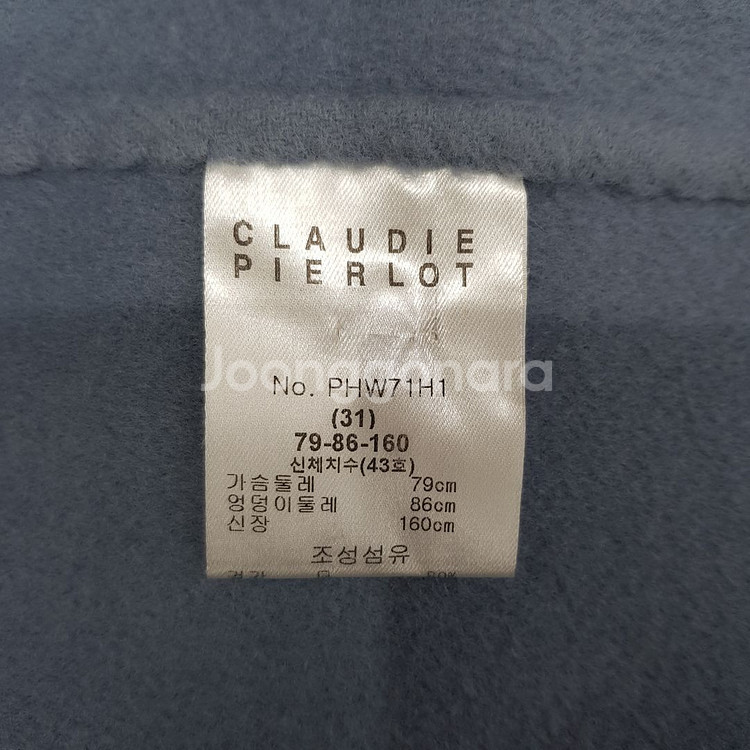 CLAUDIE
PIERLOT
Joonggonara
No. PHW71H1
(31)
79-86-160
신체치수(43호)
가슴둘레 79cm
엉덩이둘레 86cm
신장 160cm
조성섬유